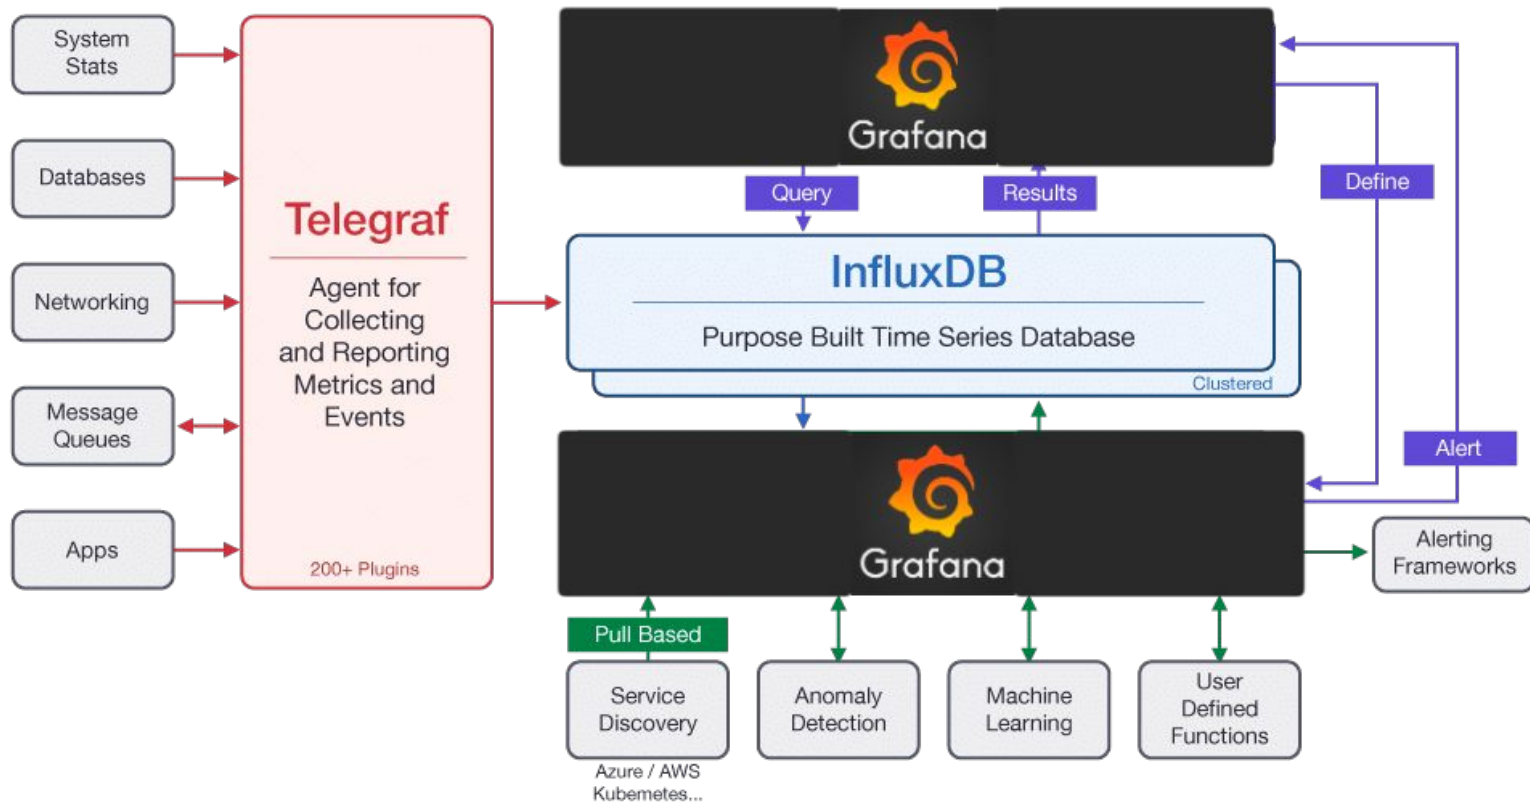 System
Stats
Databases
Networking
Message
Queues
Apps
Telegraf
Agent for
Collecting
and Reporting
Metrics and
Events
200+ Plugins
Grafana
Query
Results
Define
InfluxDB
Purpose Built Time Series Database
Clustered
Alert
Grafana
Alerting
Frameworks
Pull Based
Service
Discovery
Azure / AWS
Kubemetes...
Anomaly
Detection
Machine
Learning
User
Defined
Functions